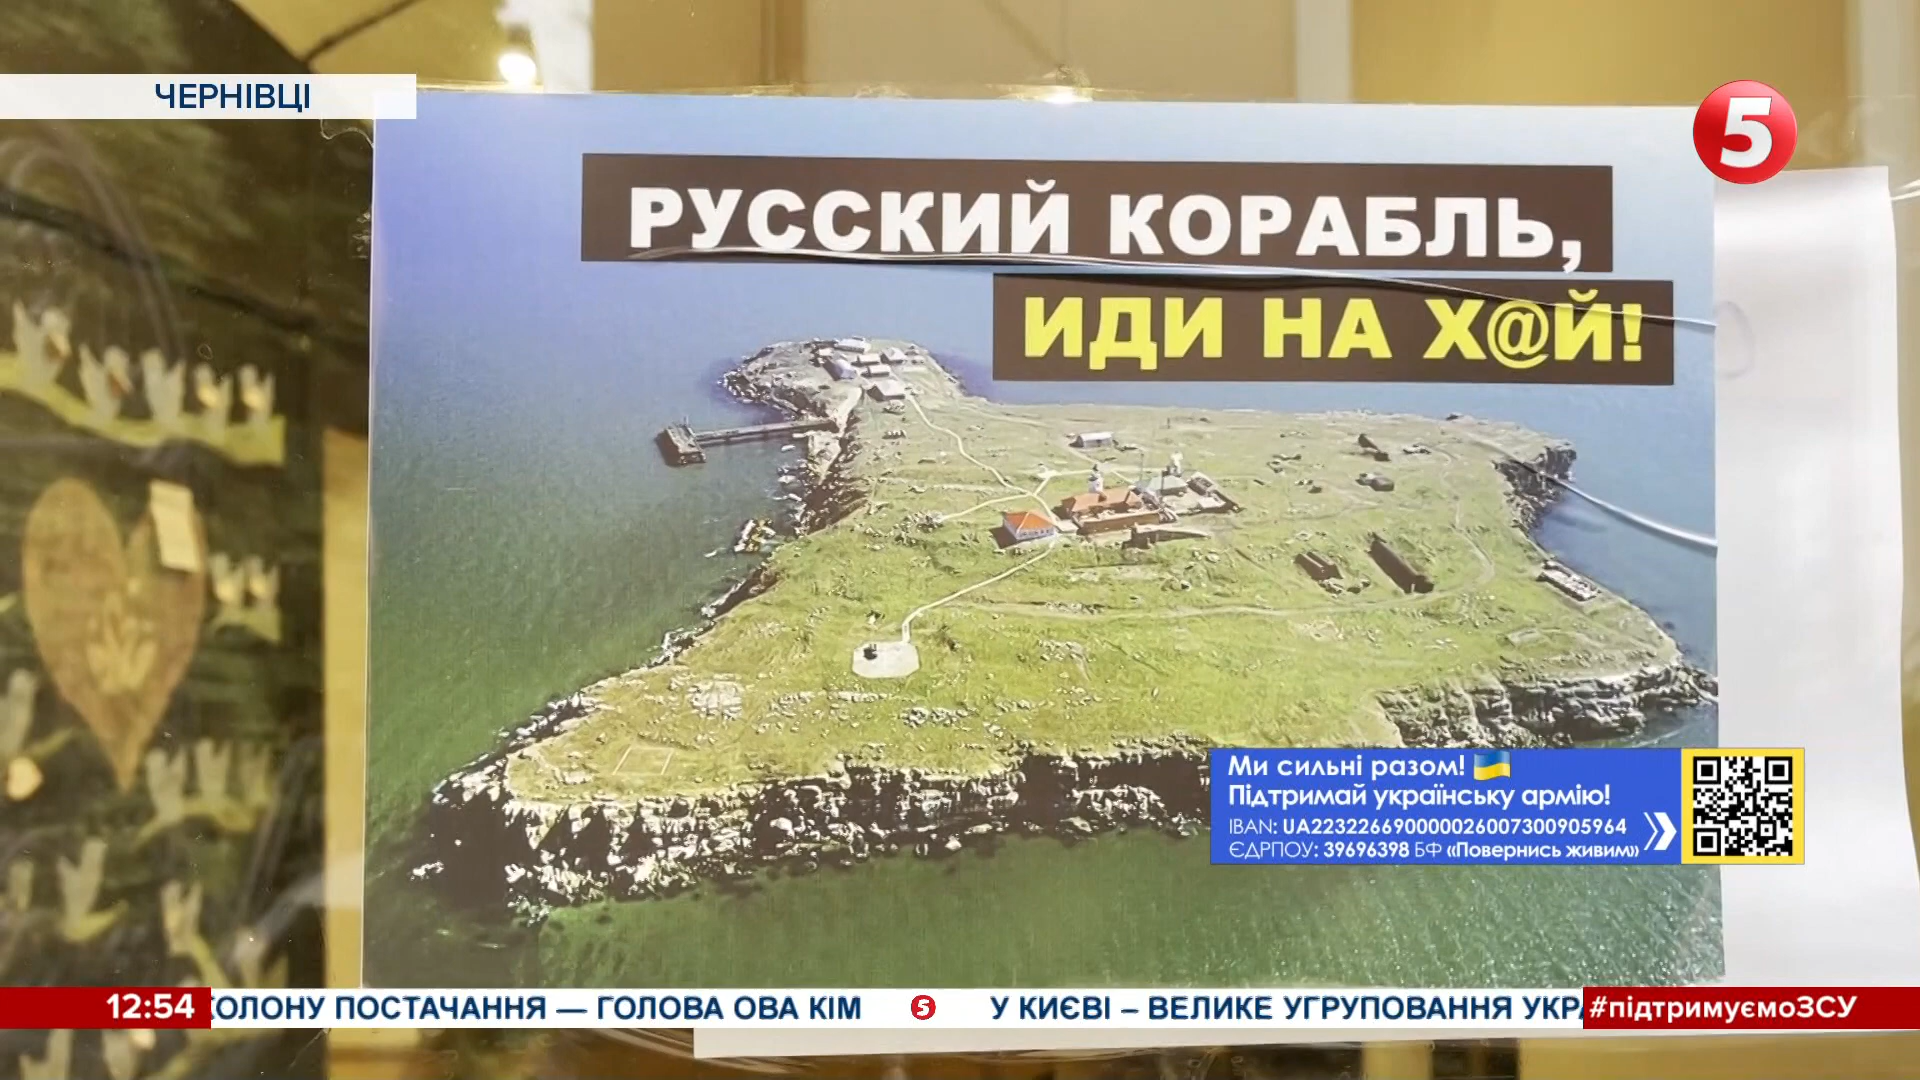 ЧЕРНІВЦІ
5
РУССКИЙ КОРАБЛЬ,
ИДИ НА Х@Й!
Ми сильні разом!
Підтримай українську армію!
IBAN: UA223226690000026007300905964
ЄДРПОУ: 39696398 БФ «Повернись живим»
12:54
КОЛОНУ ПОСТАЧАННЯ — ГОЛОВА ОВА КІМ 5 У КИЄВІ – ВЕЛИКЕ УГРУПОВАННЯ УКРА
#підтримуємоЗСУ